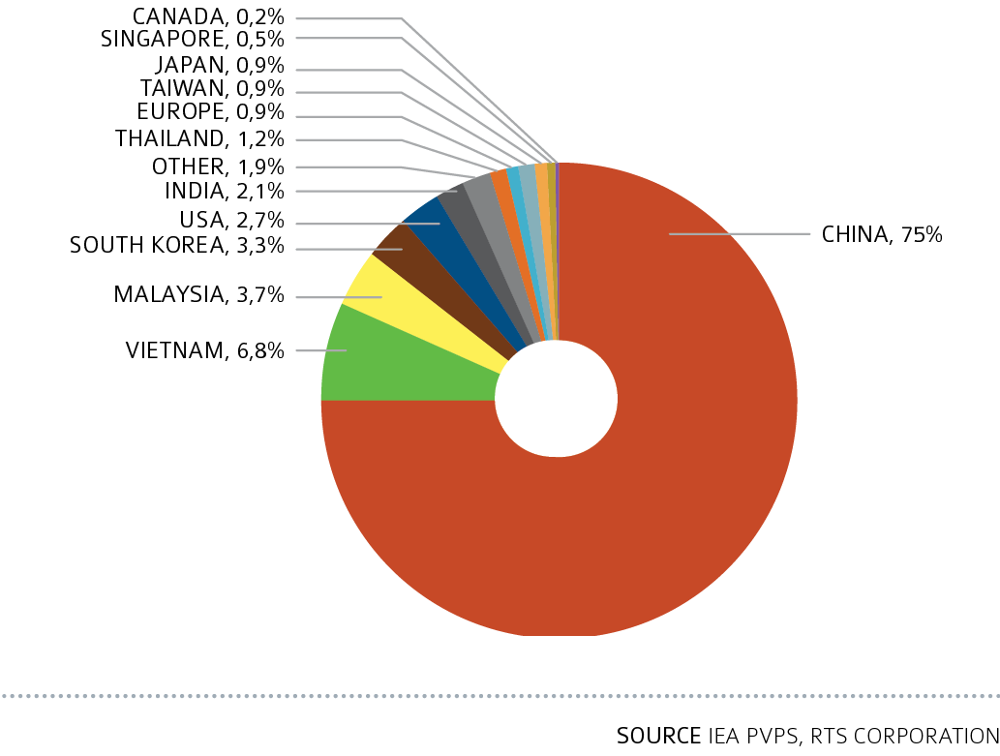 CANADA, 0,2%
SINGAPORE, 0,5%
JAPAN, 0,9%
TAIWAN, 0,9%
EUROPE, 0,9%
THAILAND, 1,2%
OTHER, 1,9%
INDIA, 2,1%
USA, 2,7%
SOUTH KOREA, 3,3%
MALAYSIA, 3,7%
VIETNAM, 6,8%
CHINA, 75%
SOURCE IEA PVPS, RTS CORPORATION